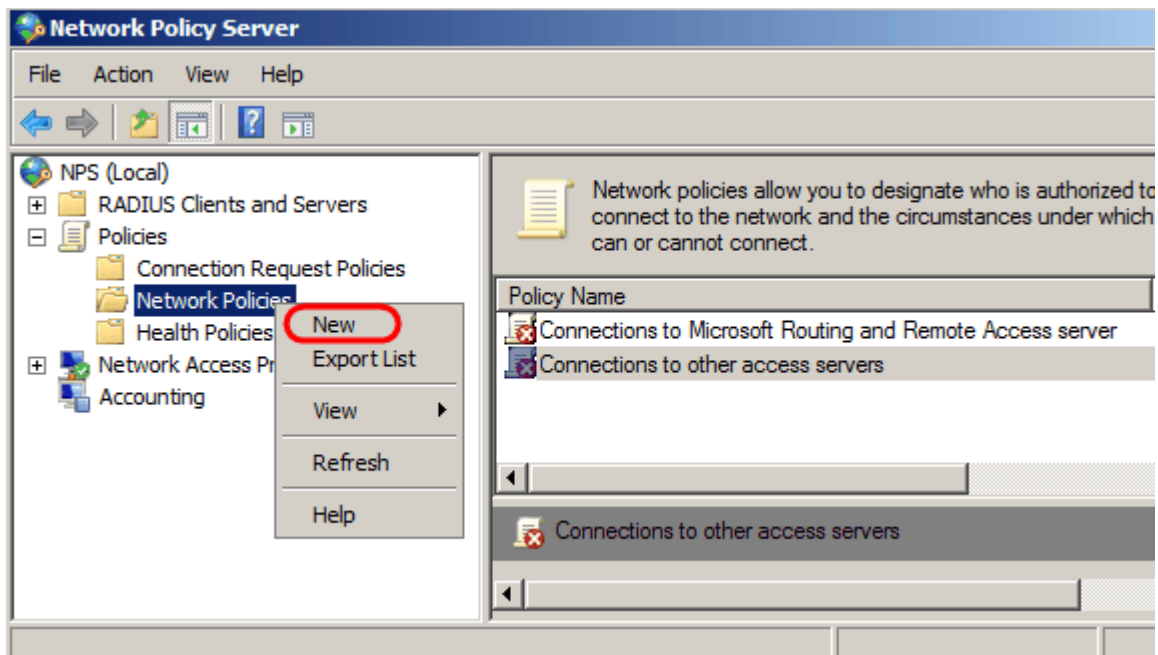 Network Policy Server
File Action View Help
NPS (Local)
RADIUS Clients and Servers
Policies
Connection Request Policies
Network Policies
Health Policies
Network Access Pr
Accounting
New
Export List
View
Refresh
Help
Network policies allow you to designate who is authorized to
connect to the network and the circumstances under which
can or cannot connect.
Policy Name
Connections to Microsoft Routing and Remote Access server
Connections to other access servers
Connections to other access servers